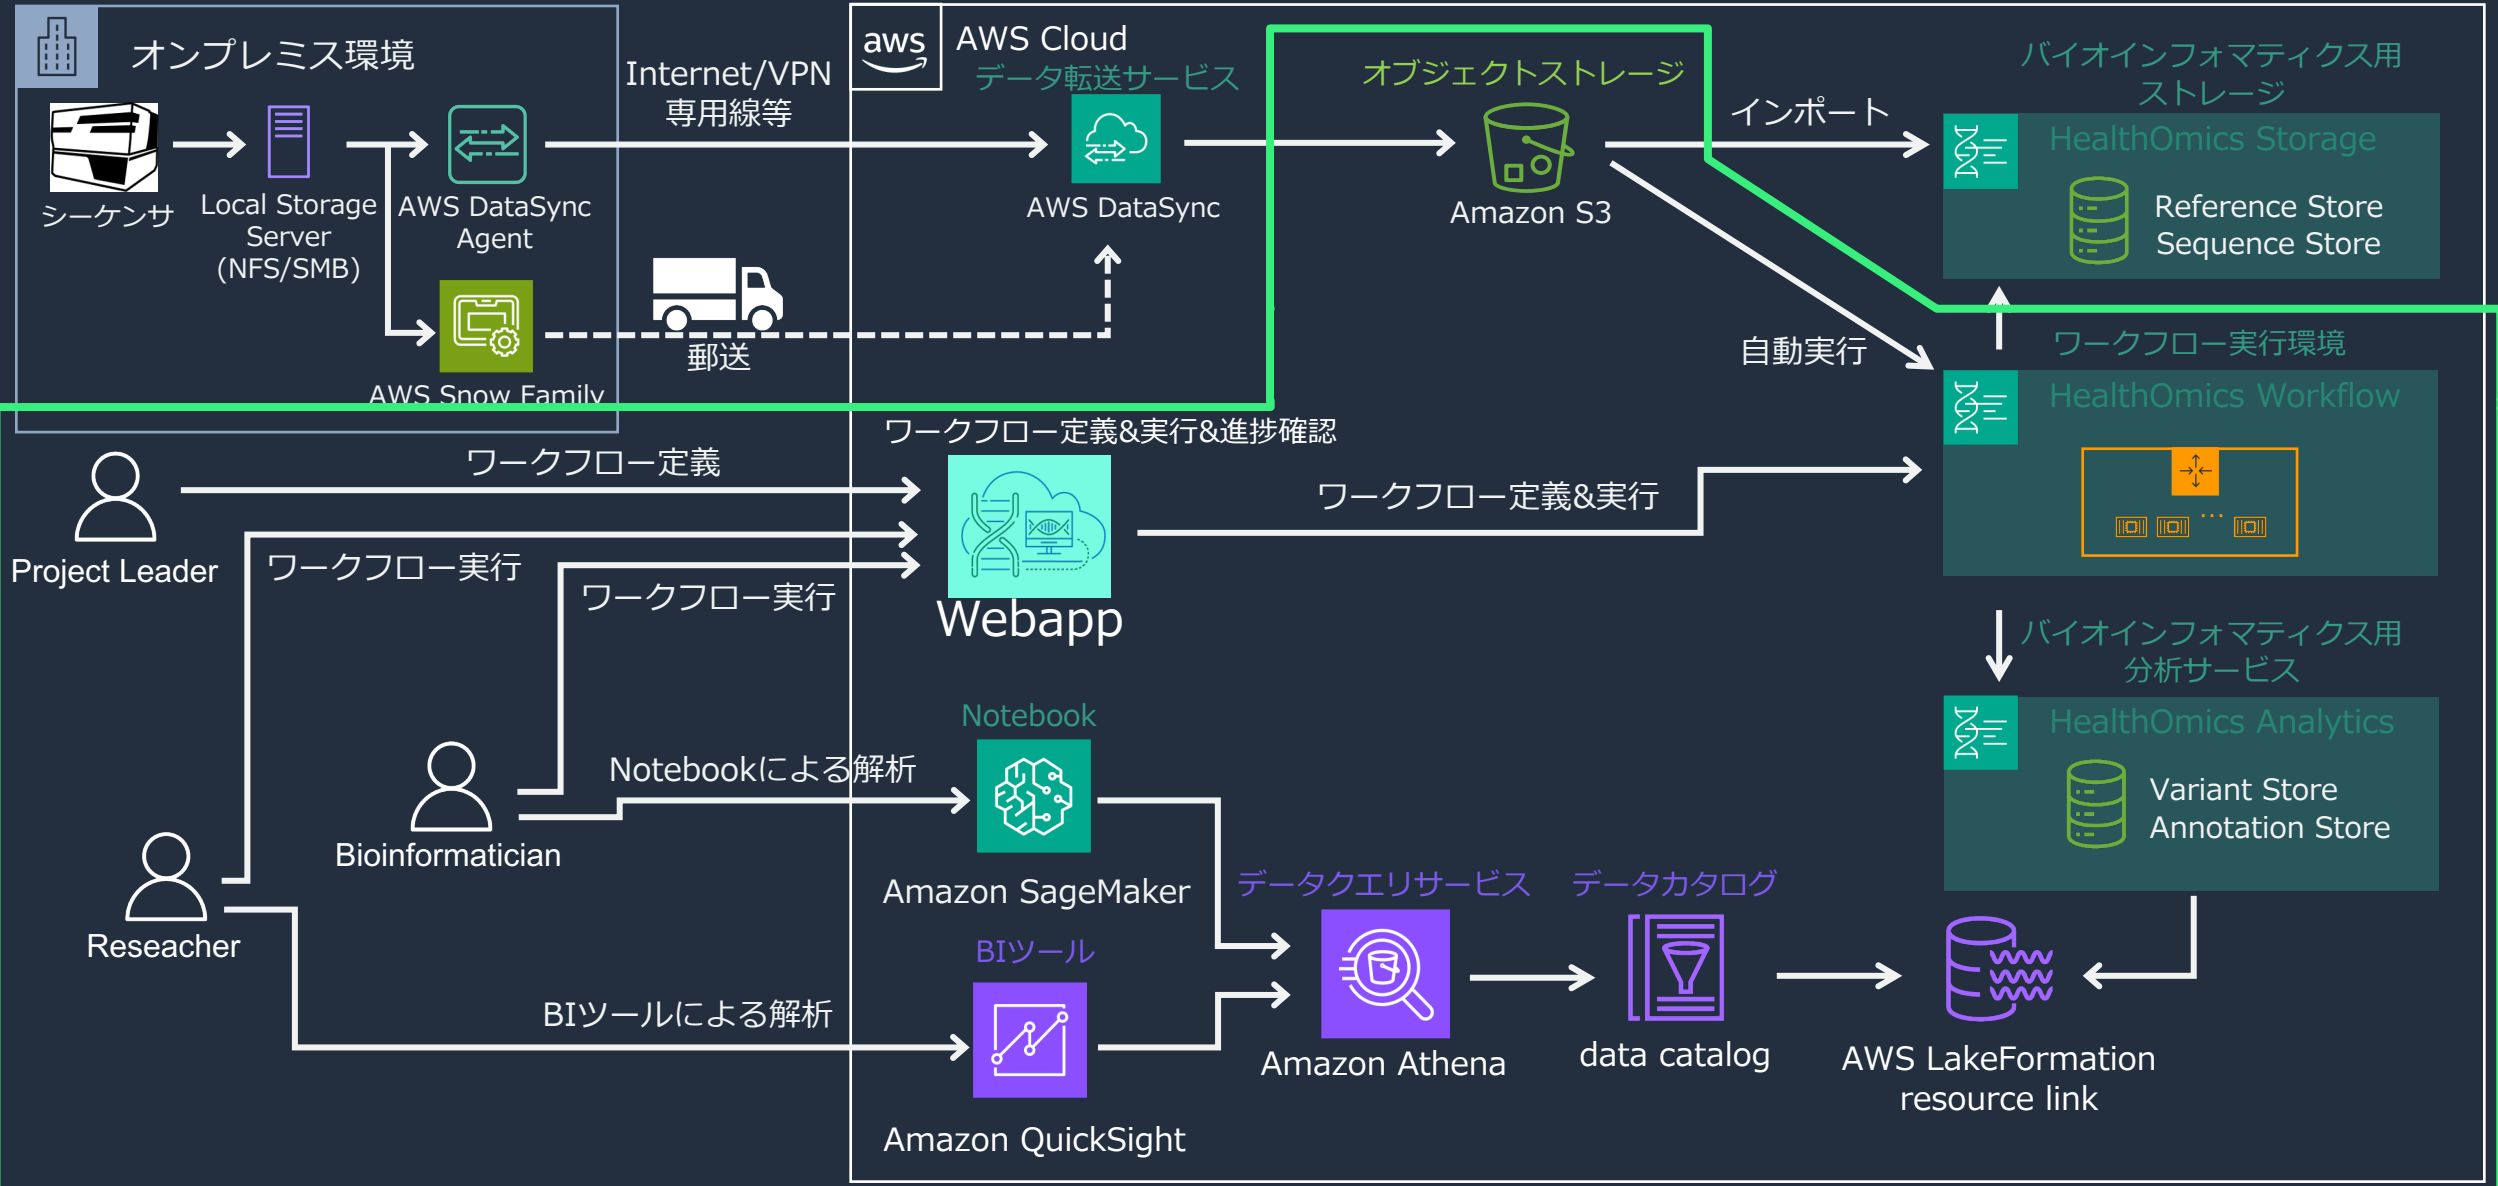 オンプレミス環境
シーケンサ
Local Storage
Server
(NFS/SMB)
AWS DataSync
Agent
AWS Snow Family
Internet/VPN
専用線等
郵送
aws
AWS Cloud
データ転送サービス
AWS DataSync
オブジェクトストレージ
Amazon S3
インポート
自動実行
バイオインフォマティクス用
ストレージ
HealthOmics Storage
Reference Store
Sequence Store
ワークフロー実行環境
HealthOmics Workflow
...
Project Leader
ワークフロー定義
ワークフロー実行
ワークフロー実行
ワークフロー定義&実行&進捗確認
Webapp
ワークフロー定義&実行
バイオインフォマティクス用
分析サービス
HealthOmics Analytics
Variant Store
Annotation Store
Bioinformatician
Notebookによる解析
Notebook
Amazon SageMaker
Reseacher
BIツールによる解析
BIツール
Amazon QuickSight
データクエリサービス
Amazon Athena
データカタログ
data catalog
AWS LakeFormation
resource link